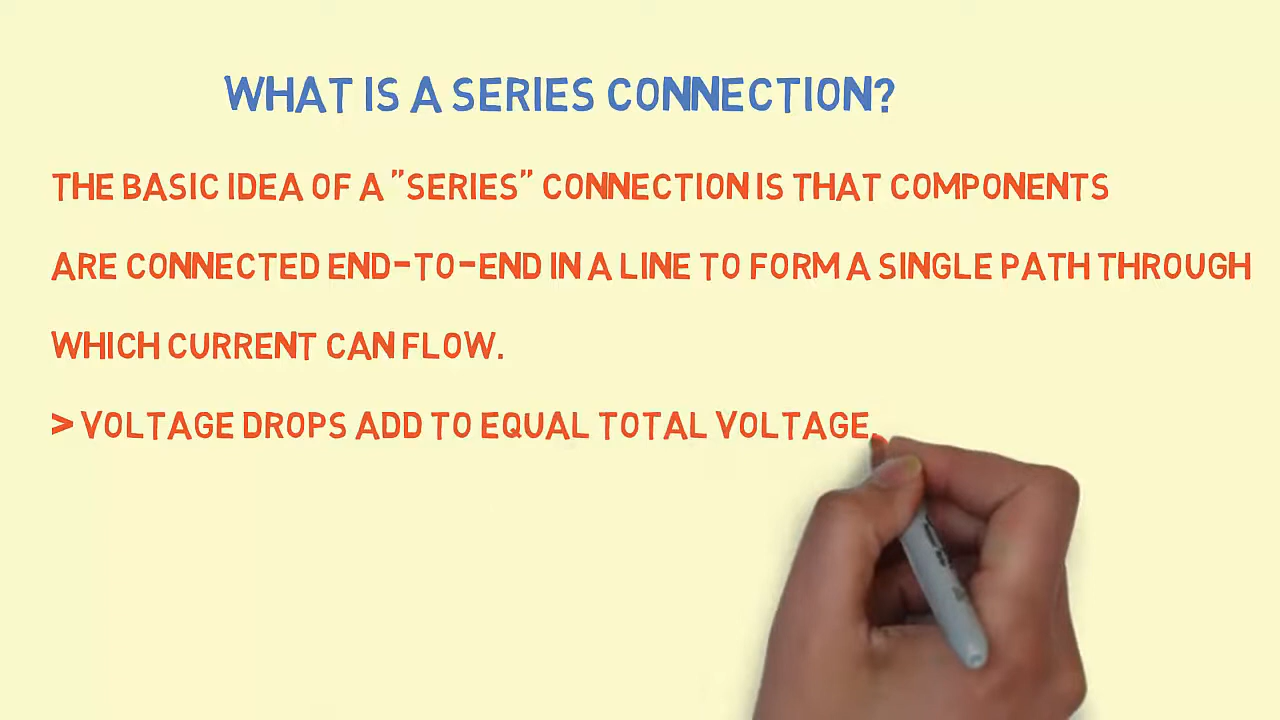 WHAT IS A SERIES CONNECTION?
THE BASIC IDEA OF A "SERIES" CONNECTION IS THAT COMPONENTS
ARE CONNECTED END-TO-END IN A LINE TO FORM A SINGLE PATH THROUGH
WHICH CURRENT CAN FLOW.
> VOLTAGE DROPS ADD TO EQUAL TOTAL VOLTAGE.